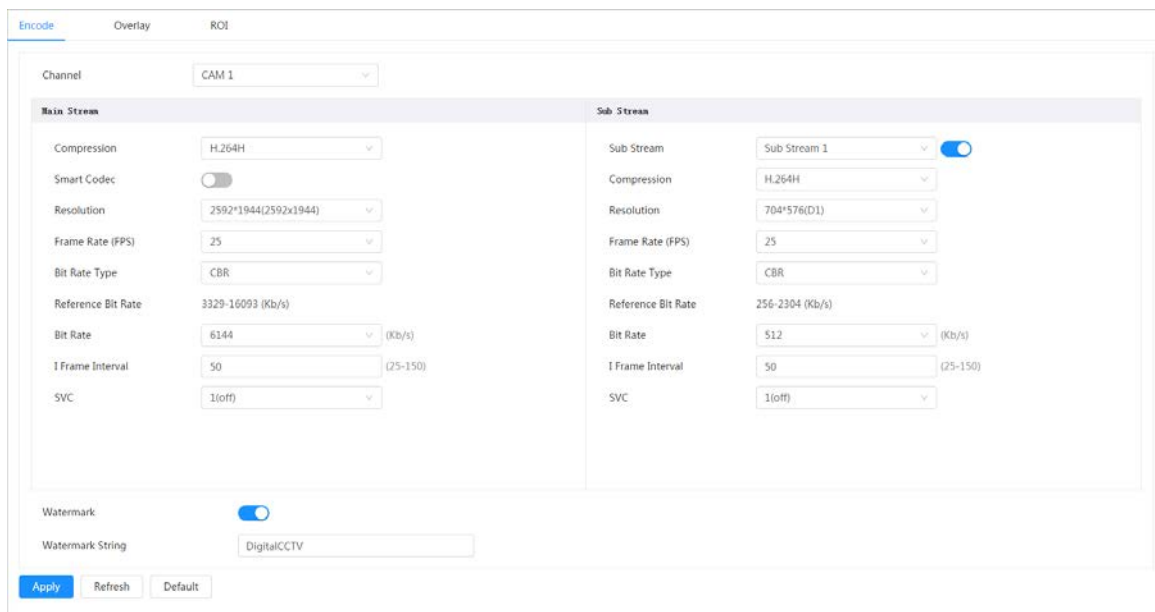 Encode Overlay ROI
Channel CAM 1
Main Stream Sub Stream
Compression H.264H Sub Stream Sub Stream 1
Smart Codec Compression H.264H
Resolution 2592*1944(2592x1944) Resolution 704*576(D1)
Frame Rate (FPS) 25 Frame Rate (FPS) 25
Bit Rate Type CBR Bit Rate Type CBR
Reference Bit Rate 3329-16093 (Kb/s) Reference Bit Rate 256-2304 (Kb/s)
Bit Rate 6144 (Kb/s) Bit Rate 512 (Kb/s)
I Frame Interval 50 (25-150) I Frame Interval 50 (25-150)
SVC 1(off) SVC 1(off)
Watermark
Watermark String DigitalCCTV
Apply Refresh Default